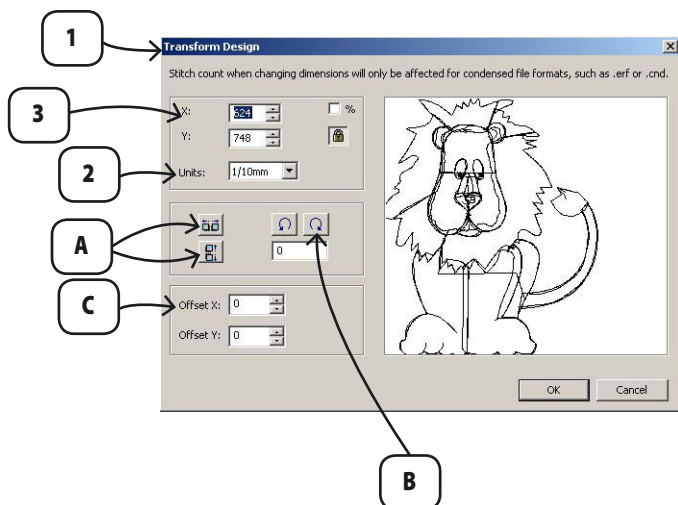 1
Transform Design
Stitch count when changing dimensions will only be affected for condensed file formats, such as .erf or .cnd.
3
X: 624 %
Y: 748
2
Units: 1/10mm
A
0
C
Offset X: 0
Offset Y: 0
OK Cancel
B